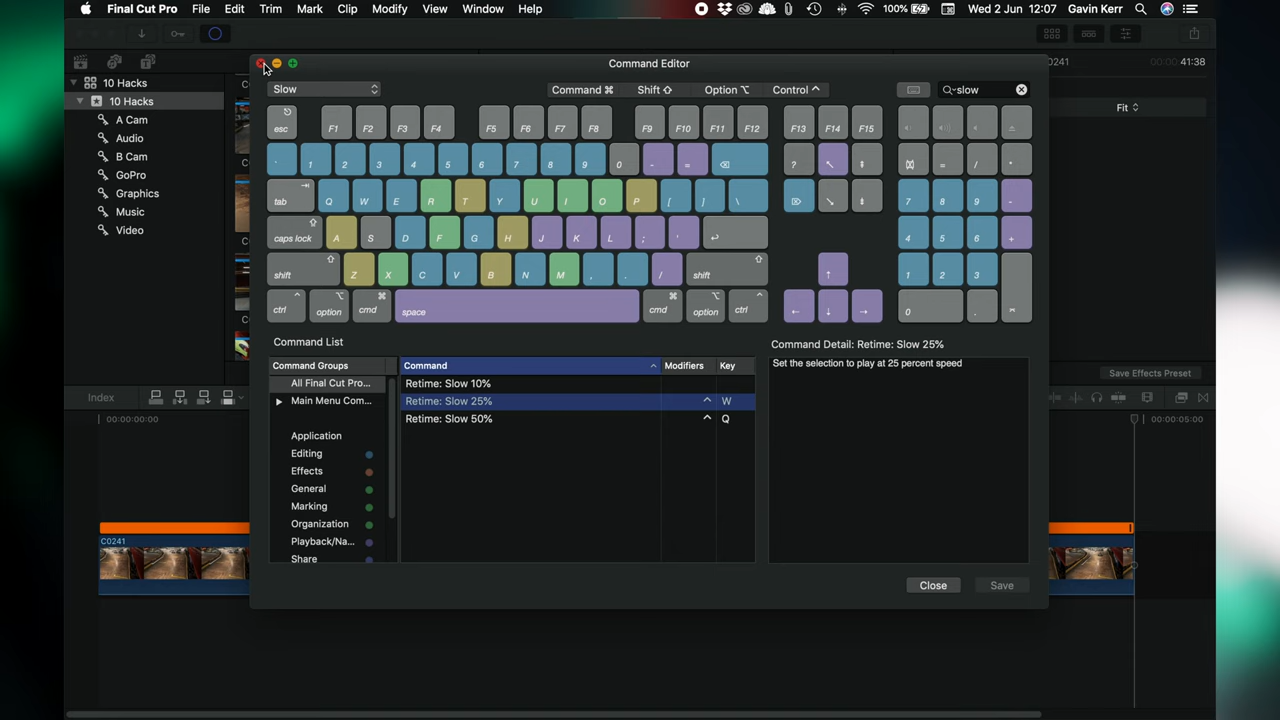 Final Cut Pro File Edit Trim Mark Clip Modify View Window Help 100% Wed 2 Jun 12:07 Gavin Kerr
Command Editor
10 Hacks
10 Hacks
A Cam
Audio
B Cam
GoPro
Graphics
Music
Video
Slow Command ⌘ Shift ⇧ Option ⌥ Control ^ slow
0241 00:00 41:38
Fit
esc F1 F2 F3 F4 F5 F6 F7 F8 F9 F10 F11 F12 F13 F14 F15
` 1 2 3 4 5 6 7 8 9 0 - = ⌫ ? ↖ ⇞ = / *
tab Q W E R T Y U I O P [ ] \ ⌦ ↘ ⇟ 7 8 9 -
caps lock A S D F G H J K L ; ' ↩ 4 5 6 +
shift Z X C V B N M , . / shift ↑ 1 2 3
ctrl option cmd space cmd option ctrl ← ↓ → 0 .
Command List
Command Detail: Retime: Slow 25%
Command Groups Command Modifiers Key
Set the selection to play at 25 percent speed
All Final Cut Pro... Retime: Slow 10%
Main Menu Com... Retime: Slow 25% ^ W
Retime: Slow 50% ^ Q
Application
Editing
Effects
General
Marking
Organization
Playback/Na...
Share
Save Effects Preset
Index
00:00:00:00 00:00:05:00
C0241
Close Save